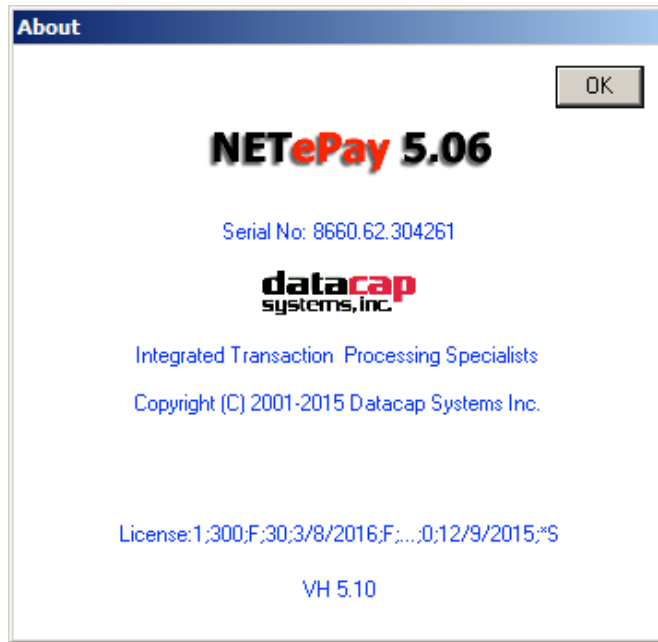 About
OK
NETePay 5.06
Serial No: 8660.62.304261
datacap
systems, inc.
Integrated Transaction  Processing Specialists
Copyright (C) 2001-2015 Datacap Systems Inc.
License:1;300;F;30;3/8/2016;F;...;0;12/9/2015;*S
VH 5.10